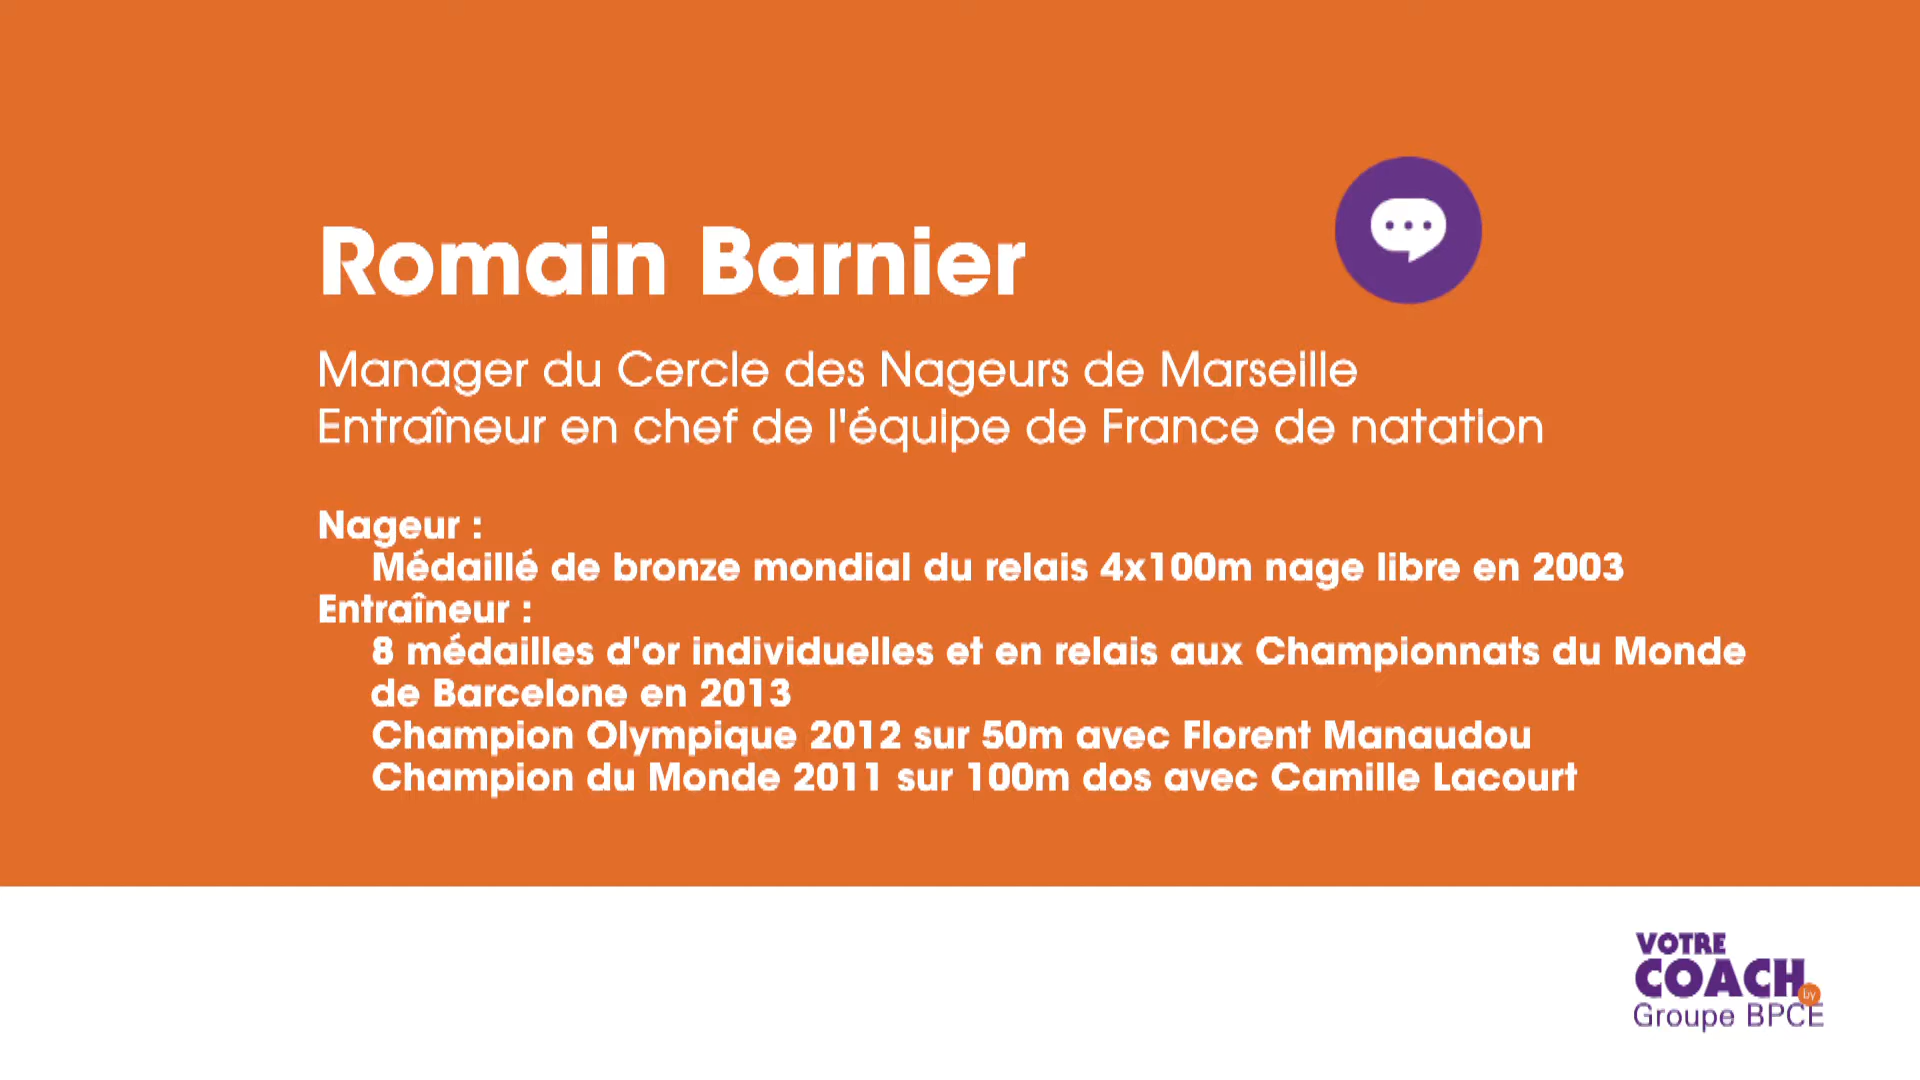 Romain Barnier
Manager du Cercle des Nageurs de Marseille
Entraîneur en chef de l'équipe de France de natation
Nageur :
Médaillé de bronze mondial du relais 4x100m nage libre en 2003
Entraîneur :
8 médailles d'or individuelles et en relais aux Championnats du Monde
de Barcelone en 2013
Champion Olympique 2012 sur 50m avec Florent Manaudou
Champion du Monde 2011 sur 100m dos avec Camille Lacourt
VOTRE
COACH
by
Groupe BPCE